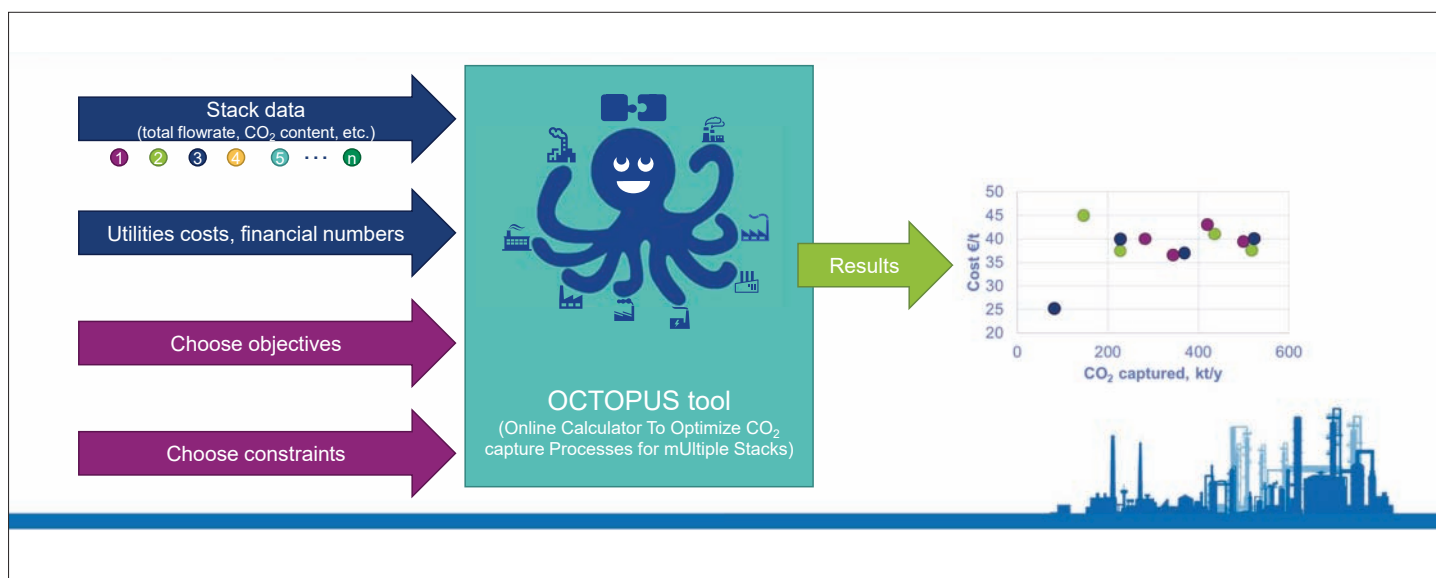 Stack data
(total flowrate, CO₂ content, etc.)
1 2 3 4 5 ... n
Utilities costs, financial numbers
Choose objectives
Choose constraints
OCTOPUS tool
(Online Calculator To Optimize CO₂
capture Processes for mUltiple Stacks)
Results
Cost €/t
50
45
40
35
30
25
20
0 200 400 600
CO₂ captured, kt/y